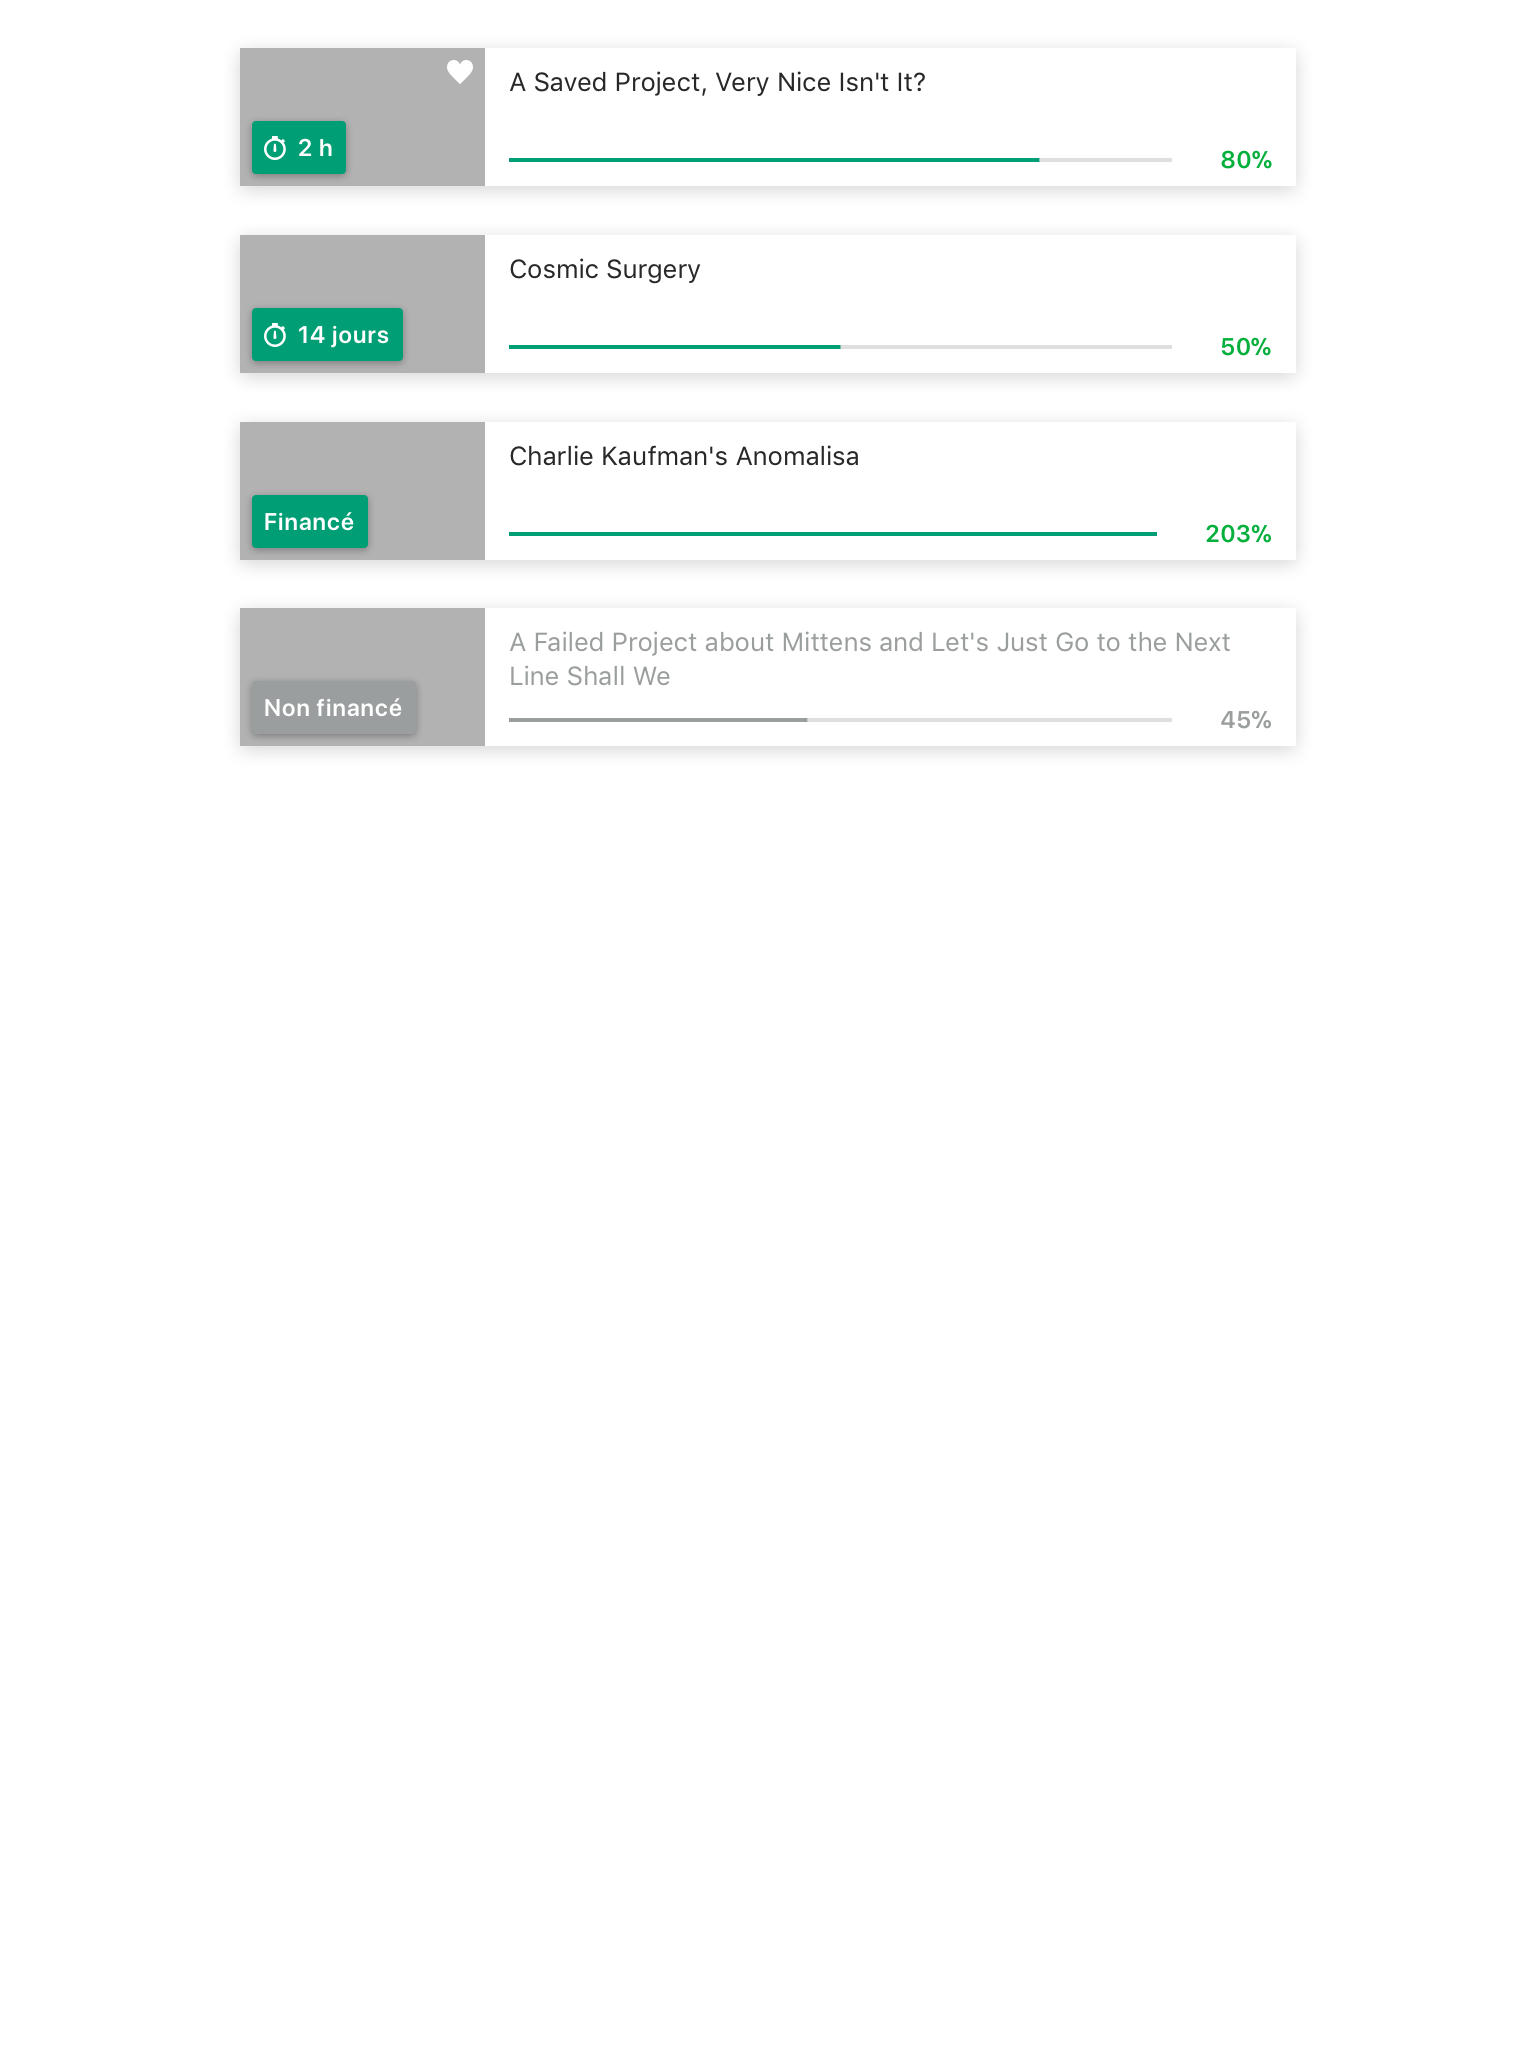 A Saved Project, Very Nice Isn't It?
2 h
80%
Cosmic Surgery
14 jours
50%
Charlie Kaufman's Anomalisa
Financé
203%
A Failed Project about Mittens and Let's Just Go to the Next
Line Shall We
Non financé
45%